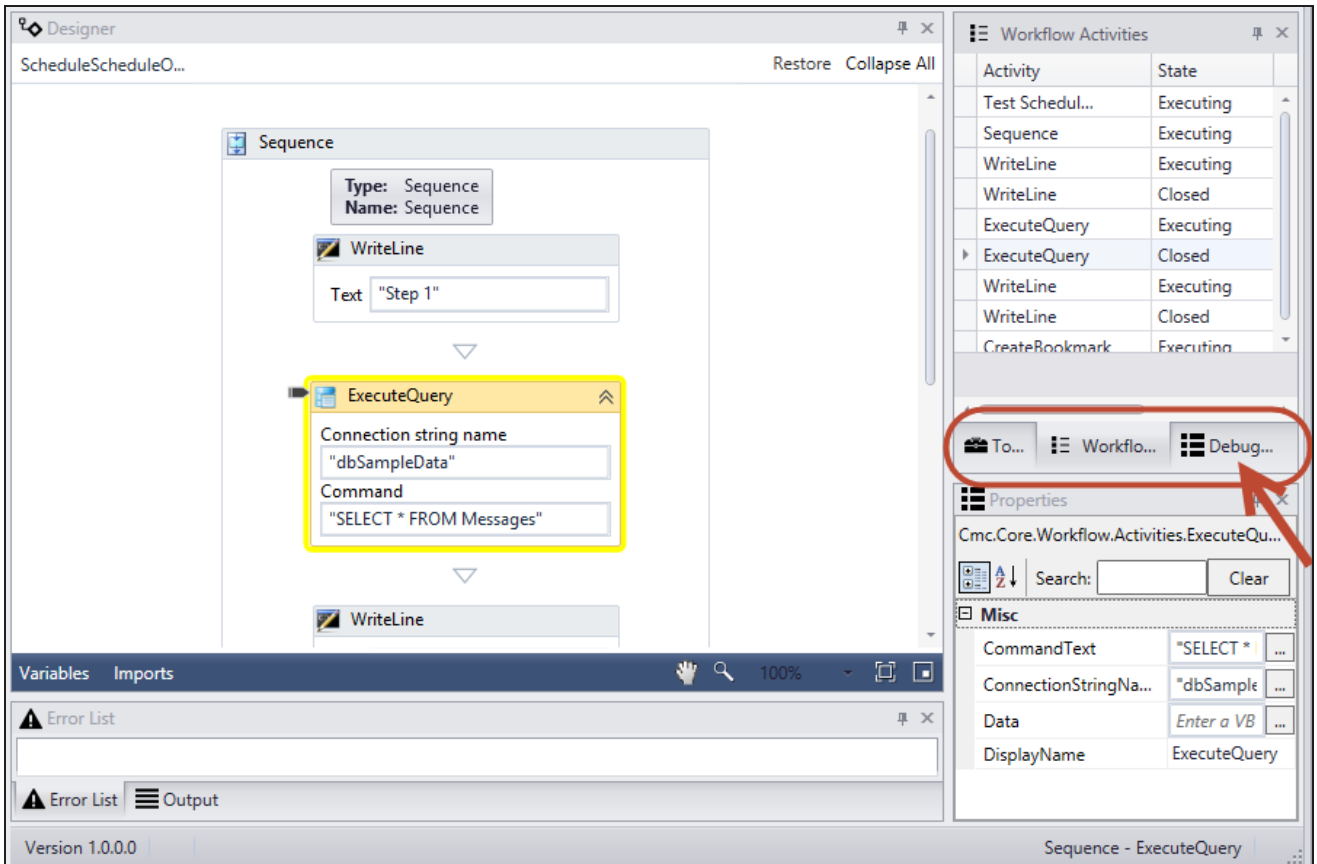 Designer
ScheduleScheduleO...
Restore Collapse All
Sequence
Type: Sequence
Name: Sequence
WriteLine
Text "Step 1"
ExecuteQuery
Connection string name
"dbSampleData"
Command
"SELECT * FROM Messages"
WriteLine
Variables Imports 100%
Error List
Error List Output
Version 1.0.0.0
Workflow Activities
Activity State
Test Schedul... Executing
Sequence Executing
WriteLine Executing
WriteLine Closed
ExecuteQuery Executing
ExecuteQuery Closed
WriteLine Executing
WriteLine Closed
CreateBookmark Executing
To... Workflo... Debug...
Properties
Cmc.Core.Workflow.Activities.ExecuteQu...
A Z Search: Clear
Misc
CommandText "SELECT * ...
ConnectionStringNa... "dbSample ...
Data Enter a VB ...
DisplayName ExecuteQuery
Sequence - ExecuteQuery